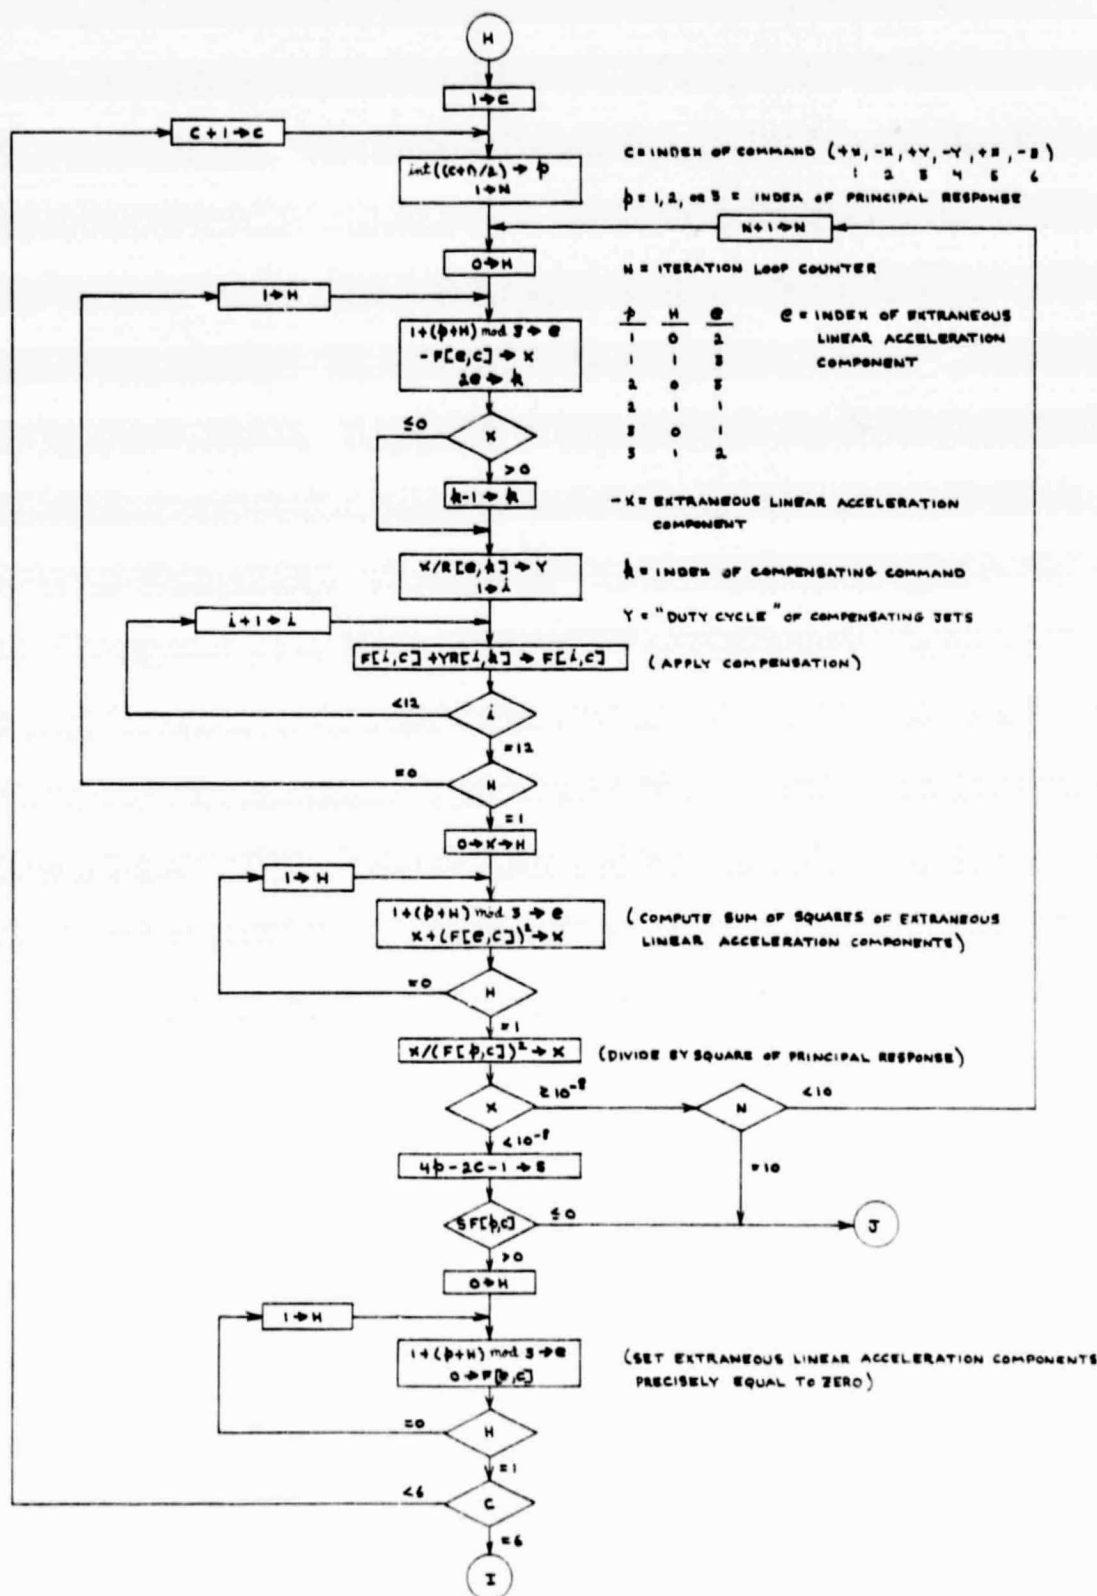 H
1→C
C+1→C
int((C+1)/2)→p
1→N
C = INDEX OF COMMAND (+X, -X, +Y, -Y, +Z, -Z)
1 2 3 4 5 6
p = 1, 2, OR 3 = INDEX OF PRINCIPAL RESPONSE
N+1→N
0→H
N = ITERATION LOOP COUNTER
1→H
1+(p+H) mod 3→e
-F[e,C]→X
2e→k
p H e
1 0 2
1 1 3
2 0 3
2 1 1
3 0 1
3 1 2
e = INDEX OF EXTRANEOUS
LINEAR ACCELERATION
COMPONENT
≤0
X
>0
k-1→k
-X = EXTRANEOUS LINEAR ACCELERATION
COMPONENT
X/R[e,k]→Y
1→i
k = INDEX OF COMPENSATING COMMAND
i+1→i
Y = "DUTY CYCLE" OF COMPENSATING JETS
F[i,C]+YR[i,k]→F[i,C]
(APPLY COMPENSATION)
<12
i
=12
=0
H
=1
0→X→H
1→H
1+(p+H) mod 3→e
X+(F[e,C])²→X
(COMPUTE SUM OF SQUARES OF EXTRANEOUS
LINEAR ACCELERATION COMPONENTS)
=0
H
=1
X/(F[p,C])²→X
(DIVIDE BY SQUARE OF PRINCIPAL RESPONSE)
X
≥10⁻⁸
N
<10
<10⁻⁸
=10
4p-2C-1→S
SF[p,C]
≤0
J
>0
0→H
1→H
1+(p+H) mod 3→e
0→F[e,C]
(SET EXTRANEOUS LINEAR ACCELERATION COMPONENTS
PRECISELY EQUAL TO ZERO)
=0
H
=1
<6
C
=6
I